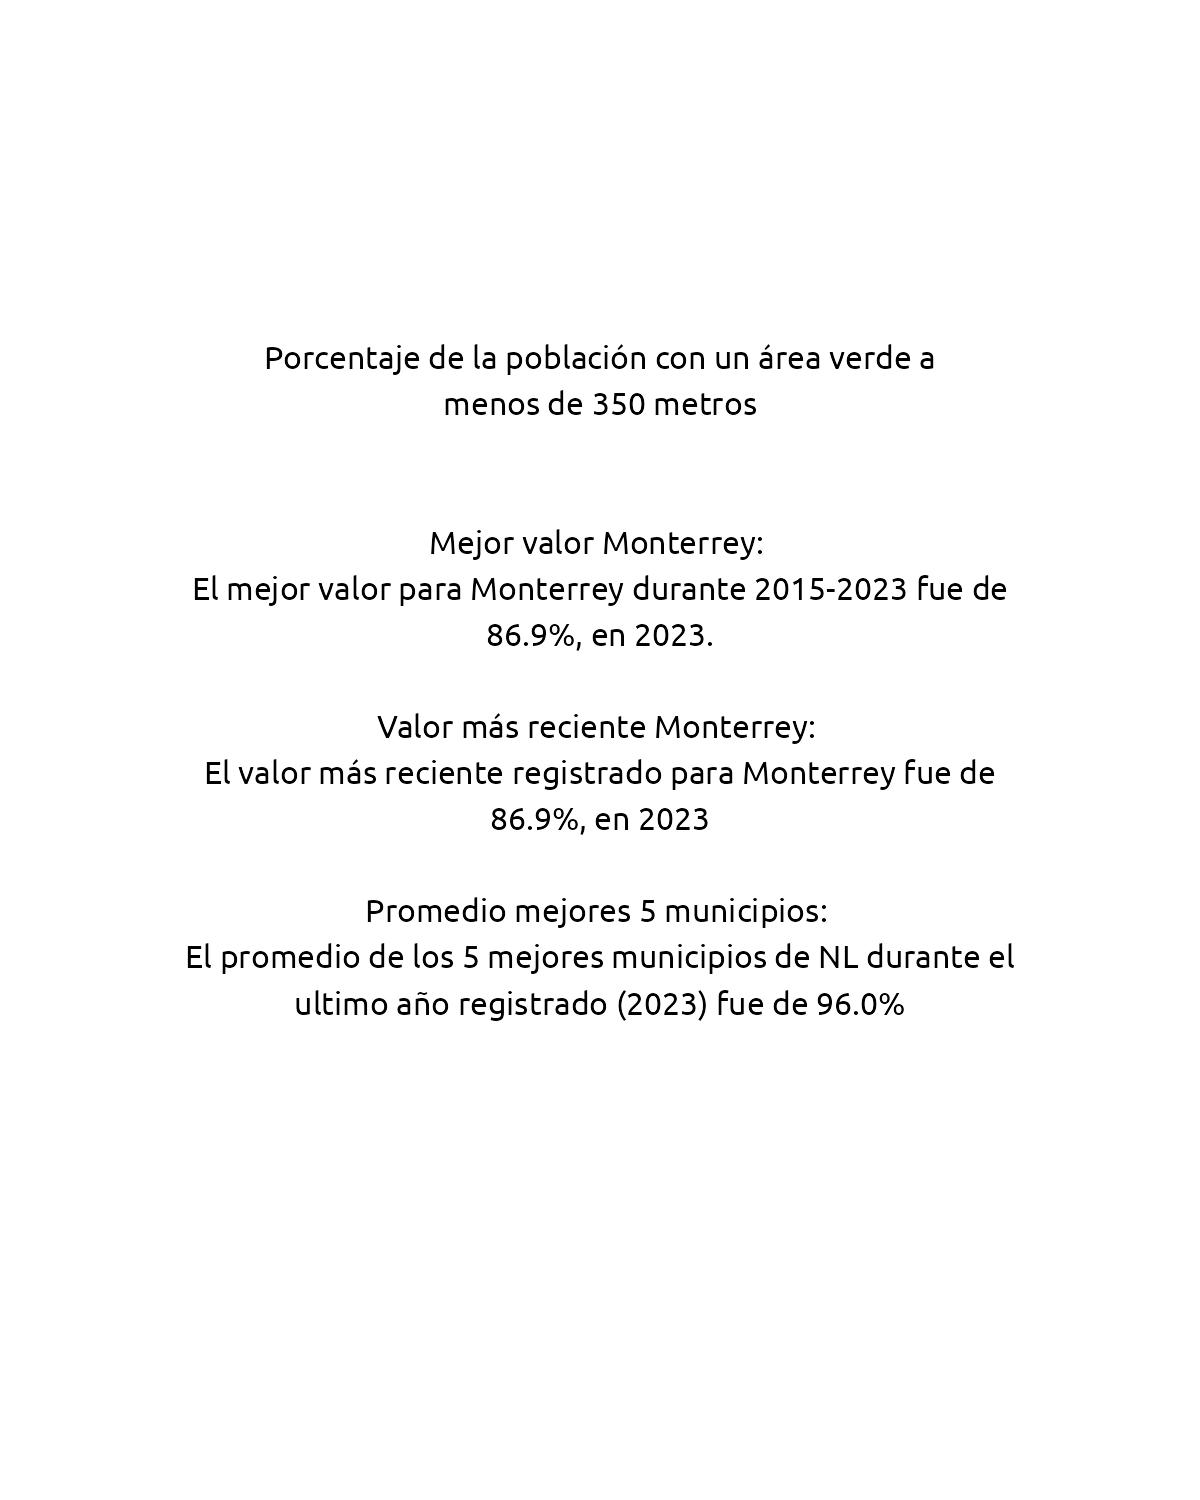 Porcentaje de la población con un área verde a
menos de 350 metros
Mejor valor Monterrey:
El mejor valor para Monterrey durante 2015-2023 fue de
86.9%, en 2023.
Valor más reciente Monterrey:
El valor más reciente registrado para Monterrey fue de
86.9%, en 2023
Promedio mejores 5 municipios:
El promedio de los 5 mejores municipios de NL durante el
ultimo año registrado (2023) fue de 96.0%